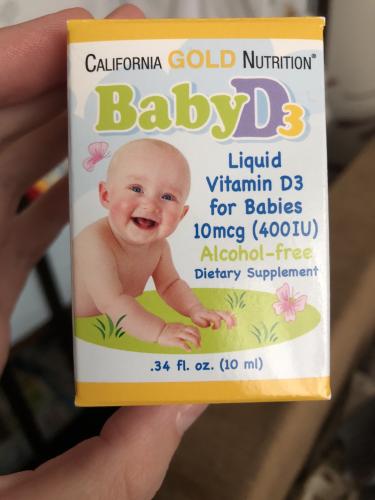 CALIFORNIA GOLD NUTRITION®
BabyD3
Liquid
Vitamin D3
for Babies
10mcg (400IU)
Alcohol-free
Dietary Supplement
.34 fl. oz. (10 ml)